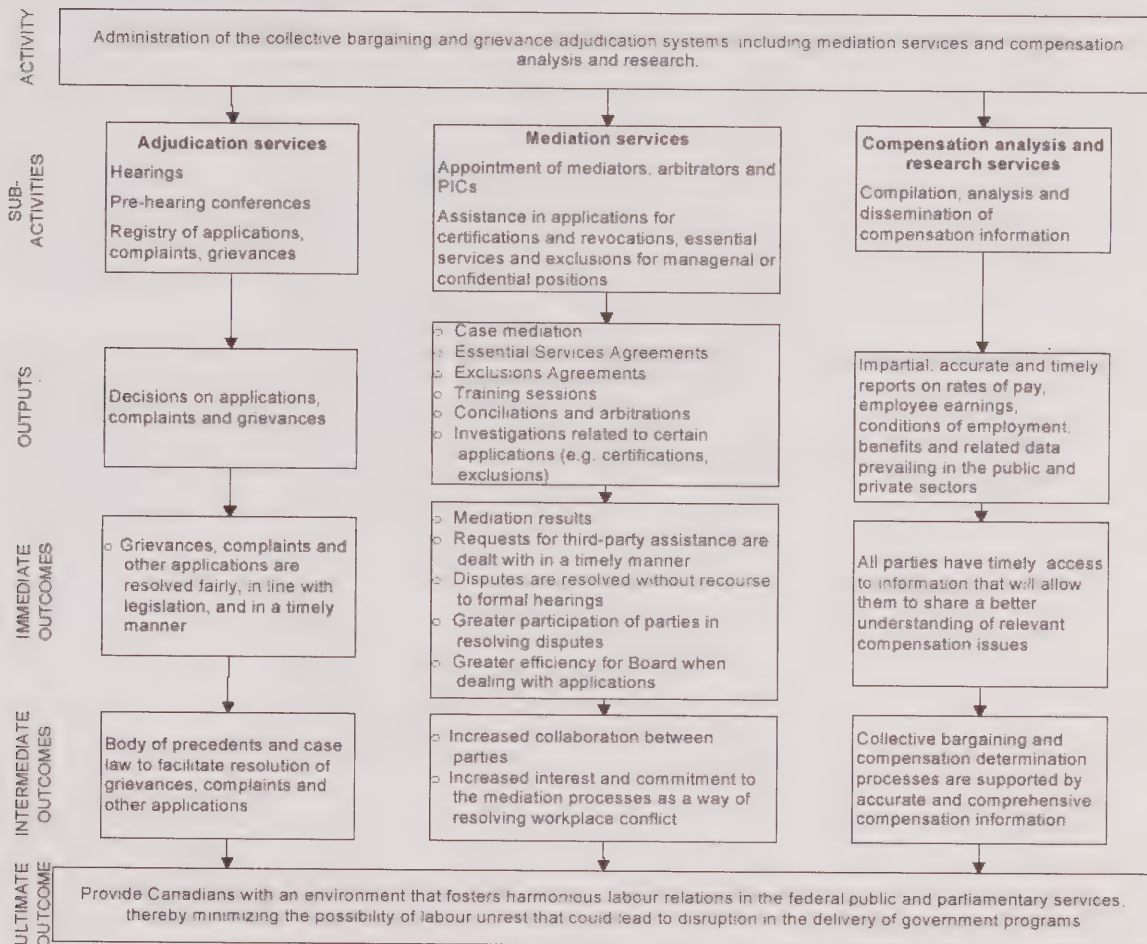 ACTIVITY
Administration of the collective bargaining and grievance adjudication systems including mediation services and compensation
analysis and research.
SUB-
ACTIVITIES
Adjudication services
Hearings
Pre-hearing conferences
Registry of applications,
complaints, grievances
Mediation services
Appointment of mediators, arbitrators and
PICs
Assistance in applications for
certifications and revocations, essential
services and exclusions for managerial or
confidential positions
Compensation analysis and
research services
Compilation, analysis and
dissemination of
compensation information
OUTPUTS
Decisions on applications,
complaints and grievances
o Case mediation
o Essential Services Agreements
o Exclusions Agreements
o Training sessions
o Conciliations and arbitrations
o Investigations related to certain
applications (e.g. certifications,
exclusions)
Impartial, accurate and timely
reports on rates of pay,
employee earnings,
conditions of employment,
benefits and related data
prevailing in the public and
private sectors
IMMEDIATE
OUTCOMES
o Grievances, complaints and
other applications are
resolved fairly, in line with
legislation, and in a timely
manner
o Mediation results
o Requests for third-party assistance are
dealt with in a timely manner
o Disputes are resolved without recourse
to formal hearings
o Greater participation of parties in
resolving disputes
o Greater efficiency for Board when
dealing with applications
All parties have timely access
to information that will allow
them to share a better
understanding of relevant
compensation issues
INTERMEDIATE
OUTCOMES
Body of precedents and case
law to facilitate resolution of
grievances, complaints and
other applications
o Increased collaboration between
parties
o Increased interest and commitment to
the mediation processes as a way of
resolving workplace conflict
Collective bargaining and
compensation determination
processes are supported by
accurate and comprehensive
compensation information
ULTIMATE
OUTCOME
Provide Canadians with an environment that fosters harmonious labour relations in the federal public and parliamentary services,
thereby minimizing the possibility of labour unrest that could lead to disruption in the delivery of government programs